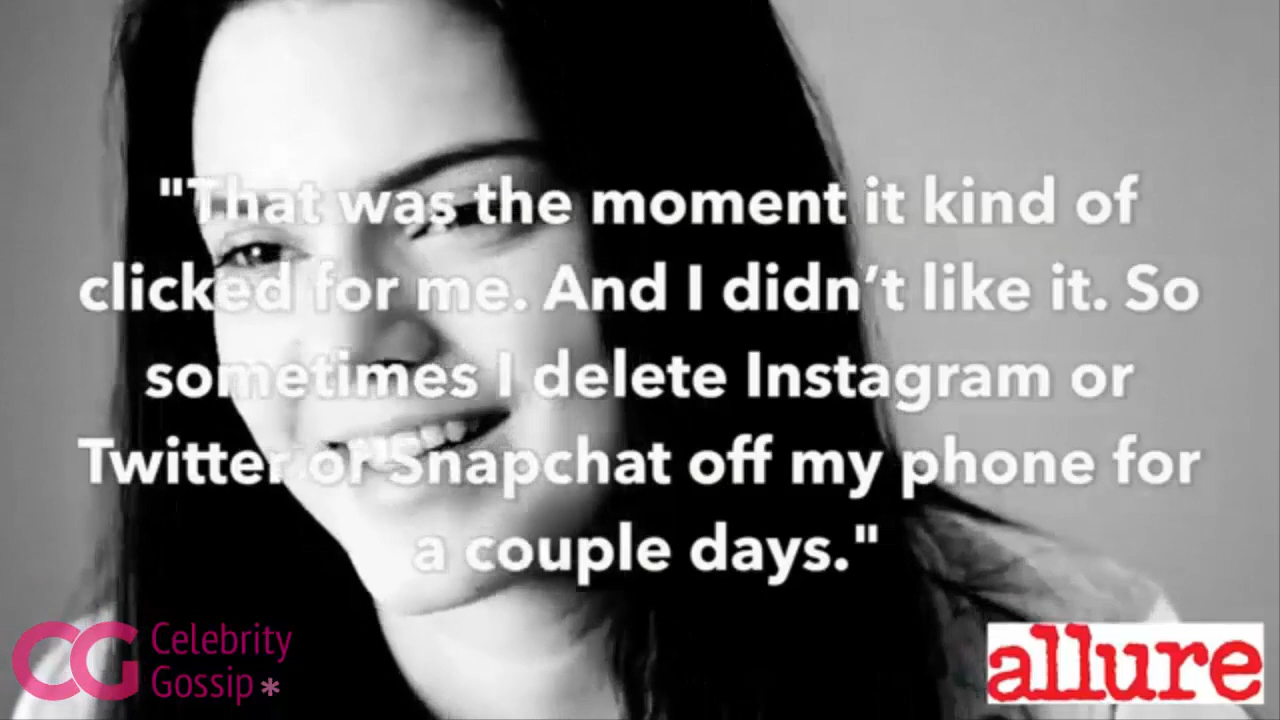 "That was the moment it kind of
clicked for me. And I didn’t like it. So
sometimes I delete Instagram or
Twitter or Snapchat off my phone for
a couple days."
CG Celebrity
Gossip *
allure